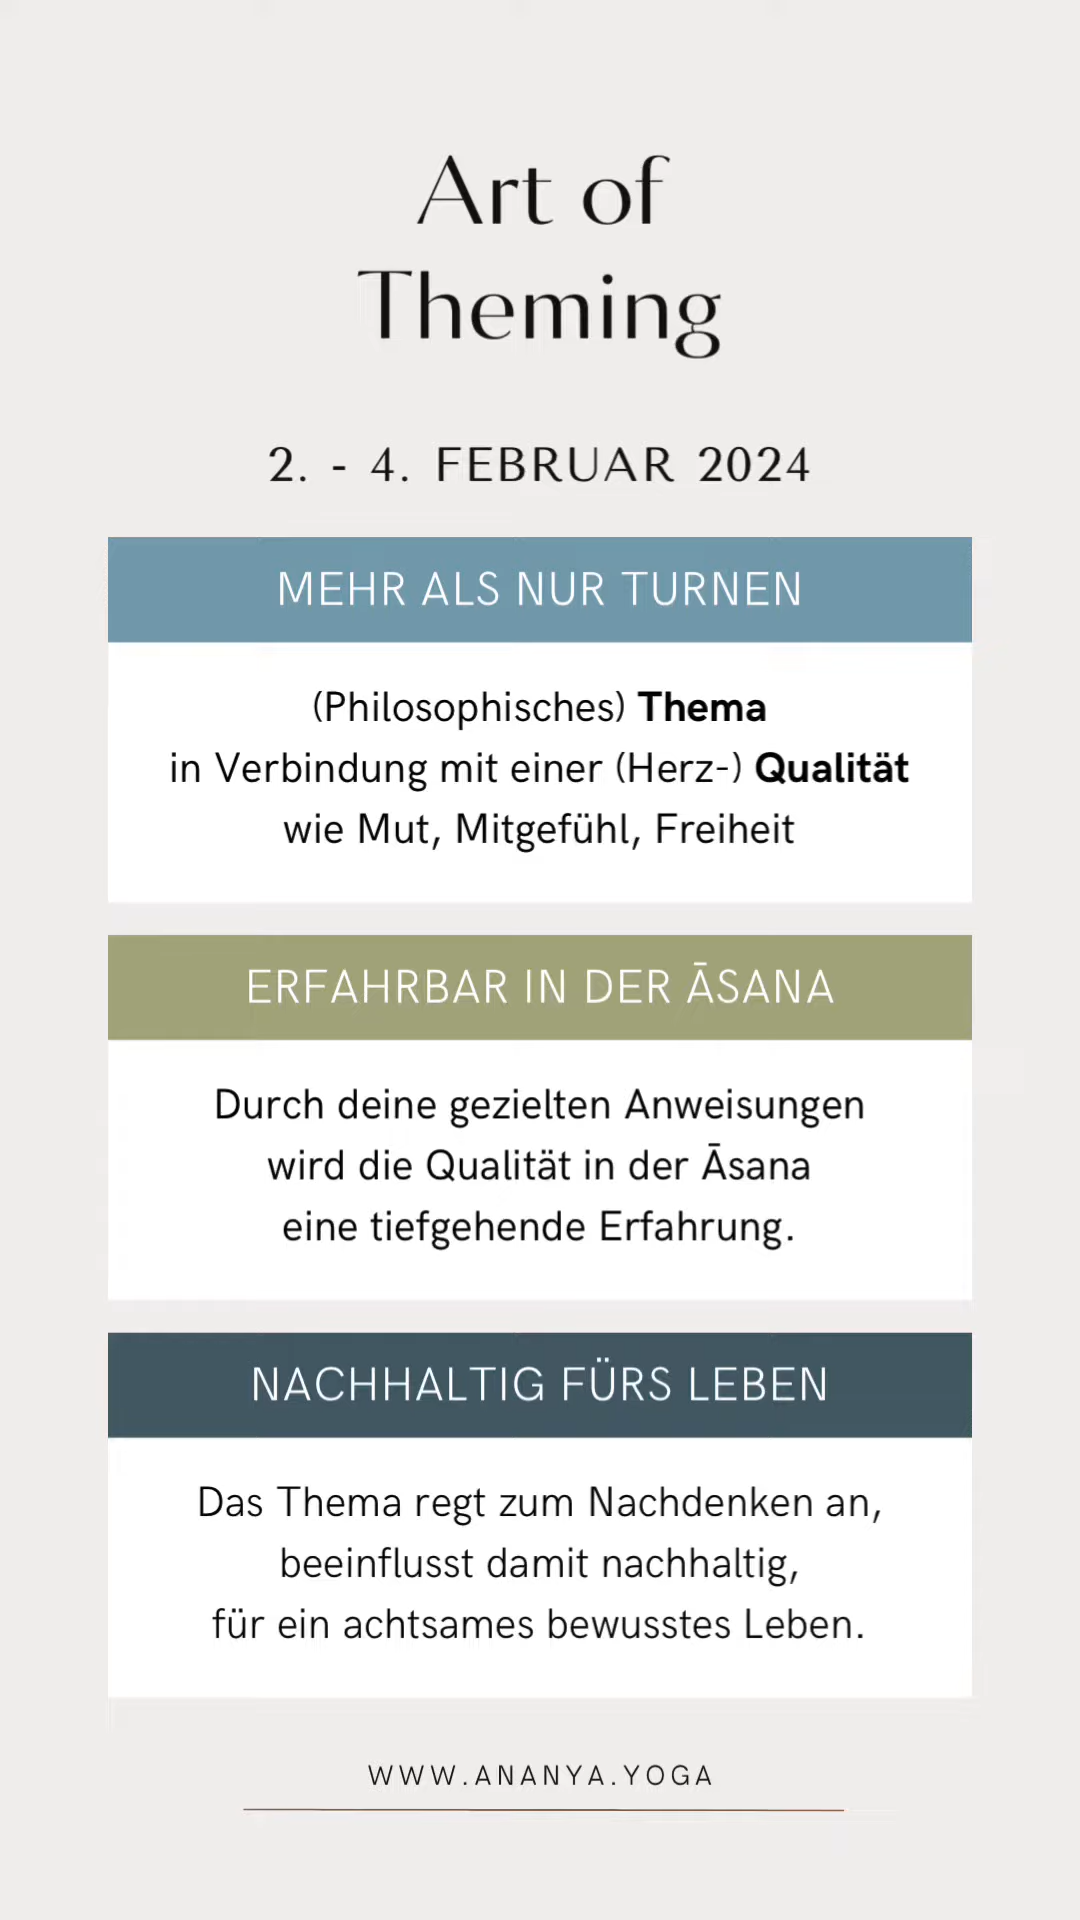 Art of
Theming
2. - 4. FEBRUAR 2024
MEHR ALS NUR TURNEN
(Philosophisches) Thema
in Verbindung mit einer (Herz-) Qualität
wie Mut, Mitgefühl, Freiheit
ERFAHRBAR IN DER ĀSANA
Durch deine gezielten Anweisungen
wird die Qualität in der Āsana
eine tiefgehende Erfahrung.
NACHHALTIG FÜRS LEBEN
Das Thema regt zum Nachdenken an,
beeinflusst damit nachhaltig,
für ein achtsames bewusstes Leben.
WWW.ANANYA.YOGA